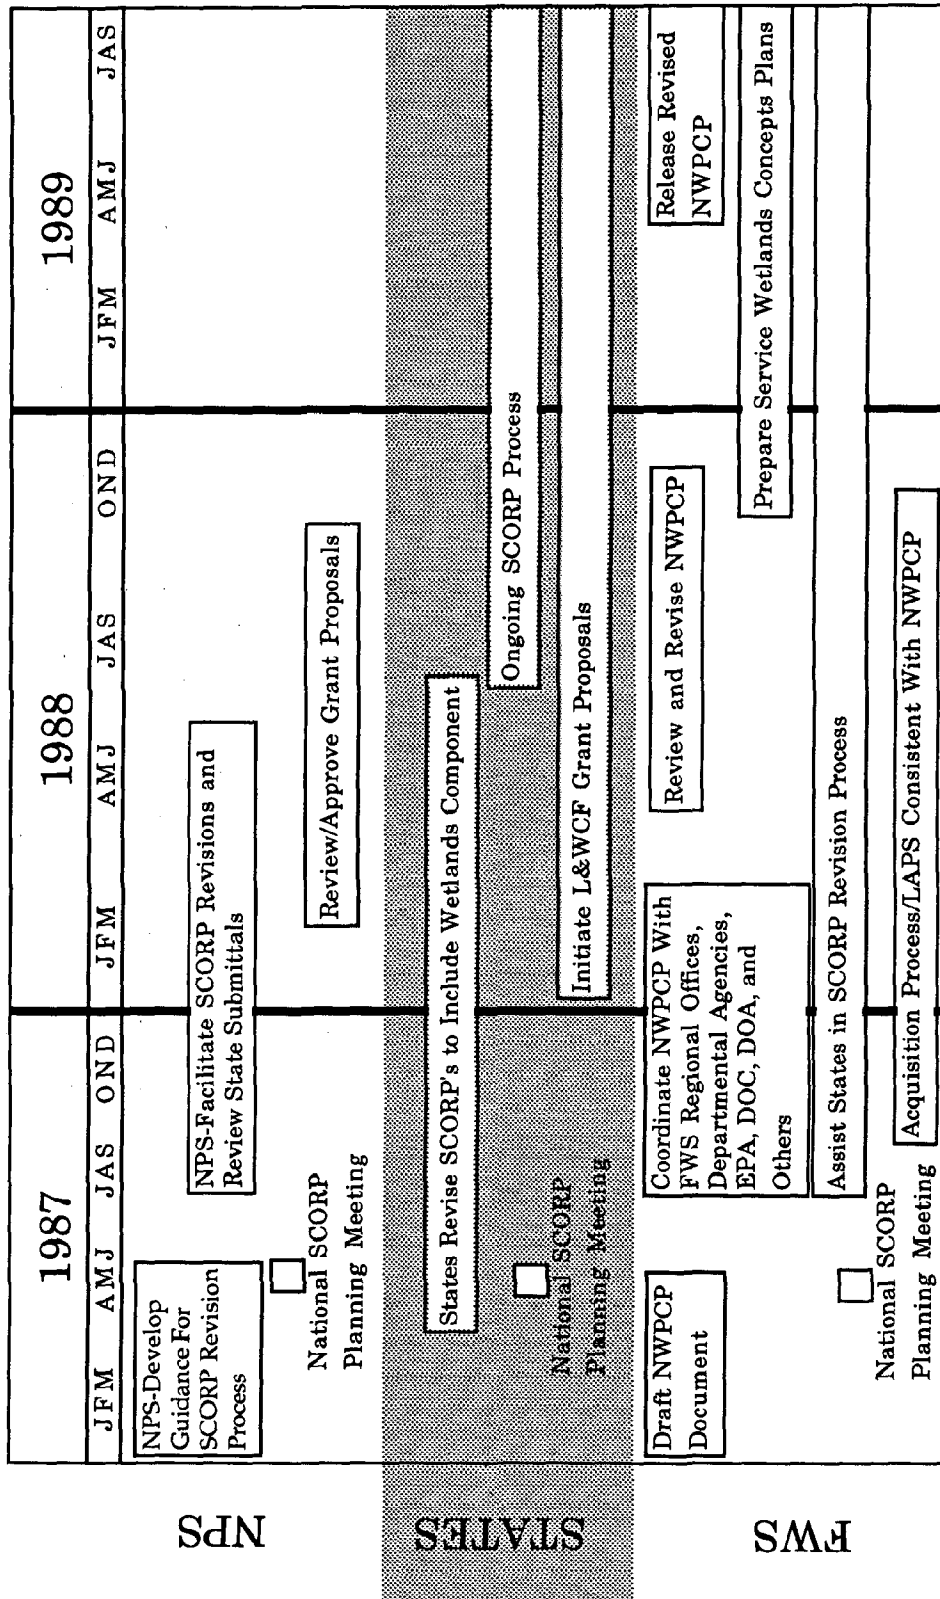 1987
1988
1989
JFM AMJ JAS OND
JFM AMJ JAS OND
JFM AMJ JAS
NPS
NPS-Develop
Guidance For
SCORP Revision
Process
NPS-Facilitate SCORP Revisions and
Review State Submittals
National SCORP
Planning Meeting
Review/Approve Grant Proposals
STATES
States Revise SCORP's to Include Wetlands Component
Ongoing SCORP Process
National SCORP
Planning Meeting
Initiate L&WCF Grant Proposals
STATES
FWS
Draft NWPCP
Document
Coordinate NWPCP With
FWS Regional Offices,
Departmental Agencies,
EPA, DOC, DOA, and
Others
Review and Revise NWPCP
Release Revised
NWPCP
Prepare Service Wetlands Concepts Plans
Assist States in SCORP Revision Process
National SCORP
Planning Meeting
Acquisition Process/LAPS Consistent With NWPCP